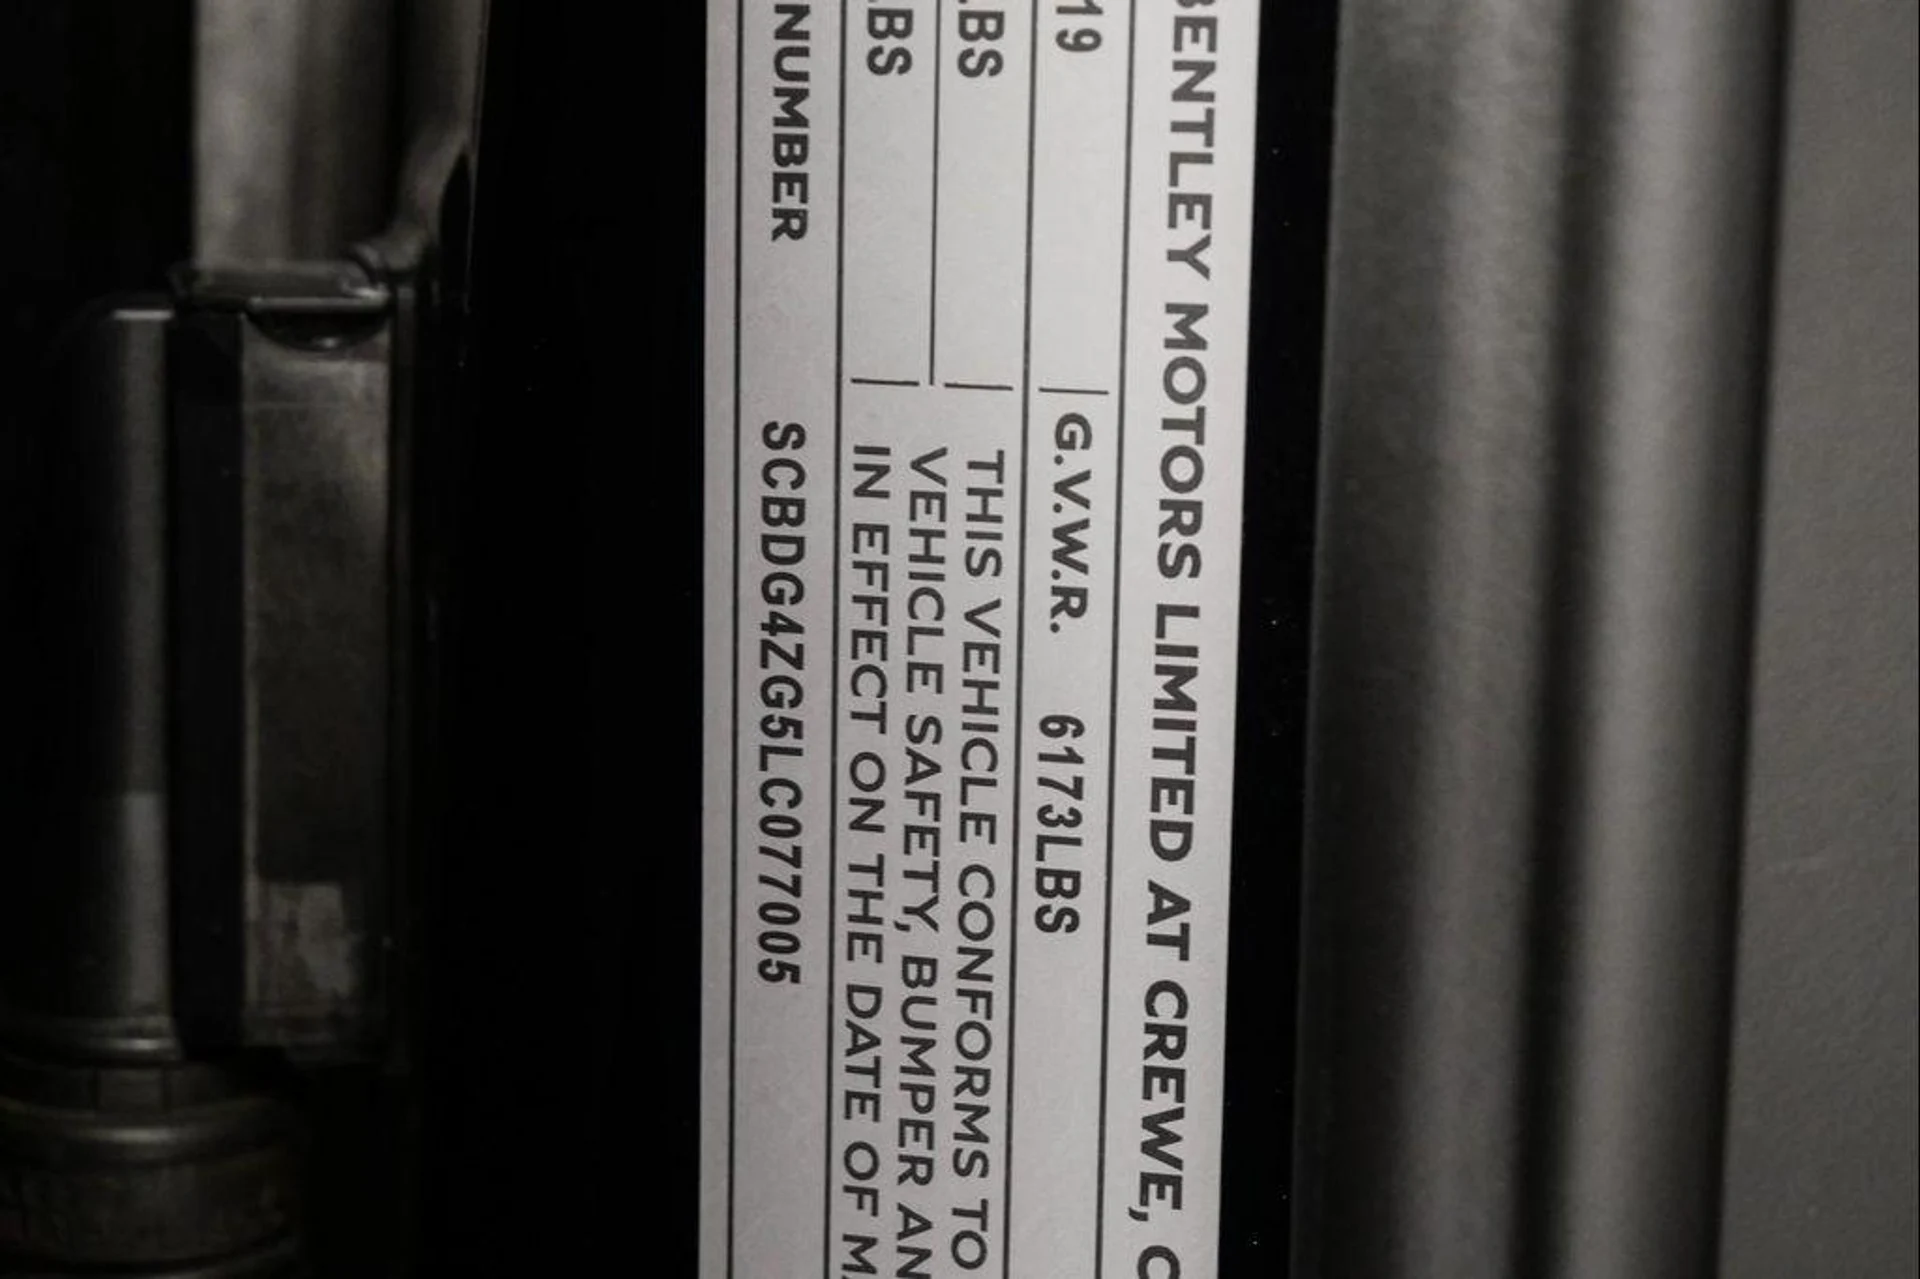 BENTLEY MOTORS LIMITED AT CREWE, C
19 G.V.W.R. 6173LBS
LBS THIS VEHICLE CONFORMS TO
VEHICLE SAFETY, BUMPER AN
LBS IN EFFECT ON THE DATE OF M
NUMBER SCBDG4ZG5LC077005